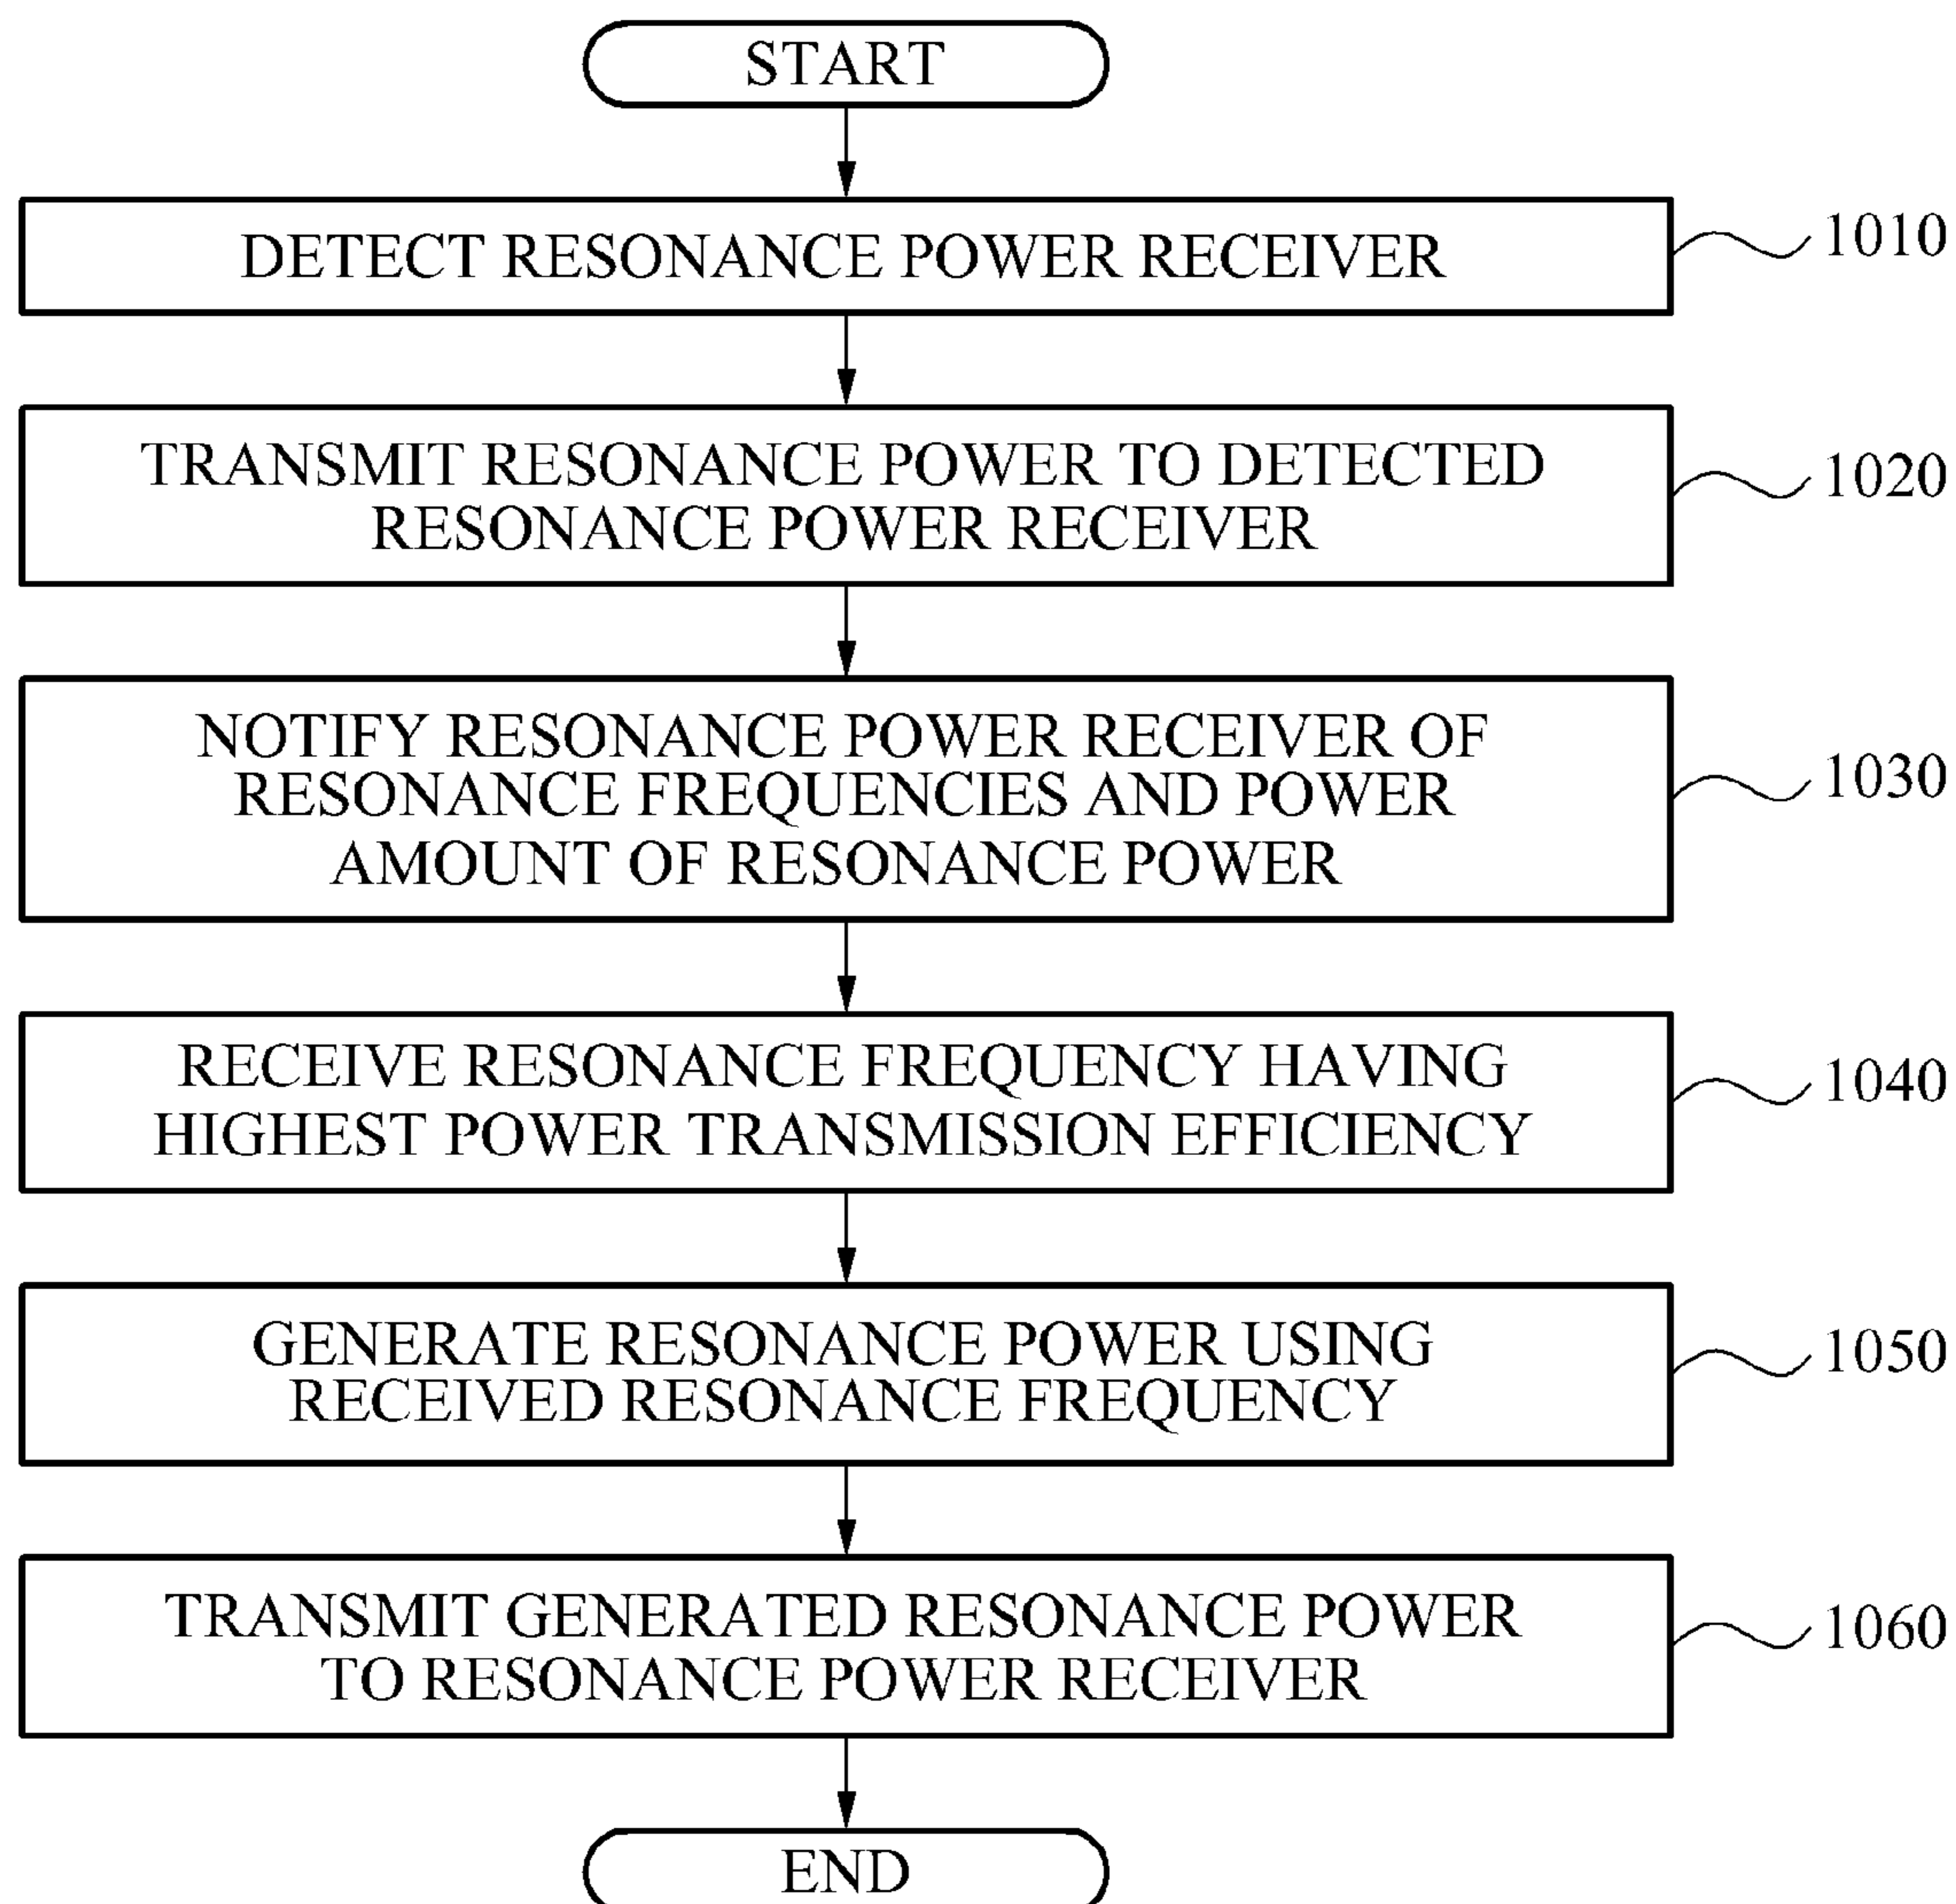 START
DETECT RESONANCE POWER RECEIVER
1010
TRANSMIT RESONANCE POWER TO DETECTED
RESONANCE POWER RECEIVER
1020
NOTIFY RESONANCE POWER RECEIVER OF
RESONANCE FREQUENCIES AND POWER
AMOUNT OF RESONANCE POWER
1030
RECEIVE RESONANCE FREQUENCY HAVING
HIGHEST POWER TRANSMISSION EFFICIENCY
1040
GENERATE RESONANCE POWER USING
RECEIVED RESONANCE FREQUENCY
1050
TRANSMIT GENERATED RESONANCE POWER
TO RESONANCE POWER RECEIVER
1060
END